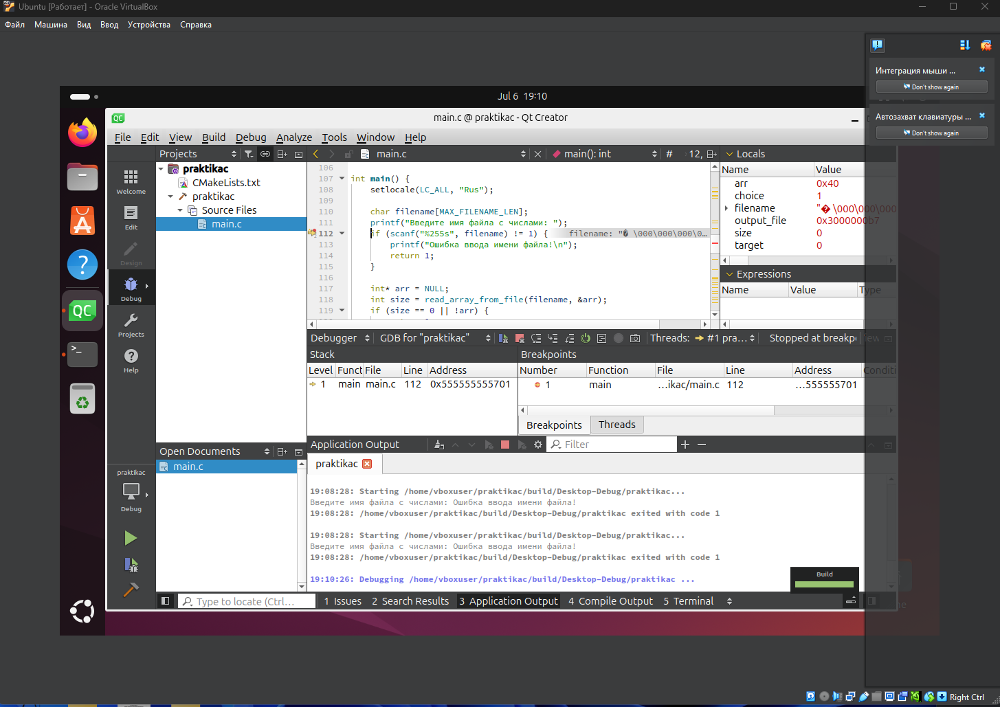 Ubuntu [Работает] - Oracle VirtualBox
Файл Машина Вид Ввод Устройства Справка
Интеграция мыши ...
Don't show again
Автозахват клавиатуры ...
Don't show again
Jul 6 19:10
QC
main.c @ praktikac - Qt Creator
File Edit View Build Debug Analyze Tools Window Help
Projects
main.c
main(): int
# 12,
Locals
Welcome
Edit
Design
Debug
Projects
Help
praktikac
Debug
praktikac
CMakeLists.txt
praktikac
Source Files
main.c
106
107 int main() {
108 setlocale(LC_ALL, "Rus");
109
110 char filename[MAX_FILENAME_LEN];
111 printf("Введите имя файла с числами: ");
112 if (scanf("%255s", filename) != 1) { filename: "� \000\000\000\0...
113 printf("Ошибка ввода имени файла!\n");
114 return 1;
115 }
116
117 int* arr = NULL;
118 int size = read_array_from_file(filename, &arr);
119 if (size == 0 || !arr) {
Name Value
arr 0x40
choice 1
filename "� \000\000\000
output_file 0x3000000b7
size 0
target 0
Expressions
Name Value Type
Debugger GDB for "praktikac" Threads: #1 pra... Stopped at breakp
Stack
Level Funct File Line Address
1 main main.c 112 0x555555555701
Breakpoints
Number Function File Line Address Conditi
1 main ...ikac/main.c 112 ...555555701
Breakpoints Threads
Open Documents
main.c
Application Output
Filter
praktikac
19:08:28: Starting /home/vboxuser/praktikac/build/Desktop-Debug/praktikac...
Введите имя файла с числами: Ошибка ввода имени файла!
19:08:28: /home/vboxuser/praktikac/build/Desktop-Debug/praktikac exited with code 1
19:08:28: Starting /home/vboxuser/praktikac/build/Desktop-Debug/praktikac...
Введите имя файла с числами: Ошибка ввода имени файла!
19:08:28: /home/vboxuser/praktikac/build/Desktop-Debug/praktikac exited with code 1
19:10:26: Debugging /home/vboxuser/praktikac/build/Desktop-Debug/praktikac ...
Build
Type to locate (Ctrl...
1 Issues 2 Search Results 3 Application Output 4 Compile Output 5 Terminal
QC
Right Ctrl